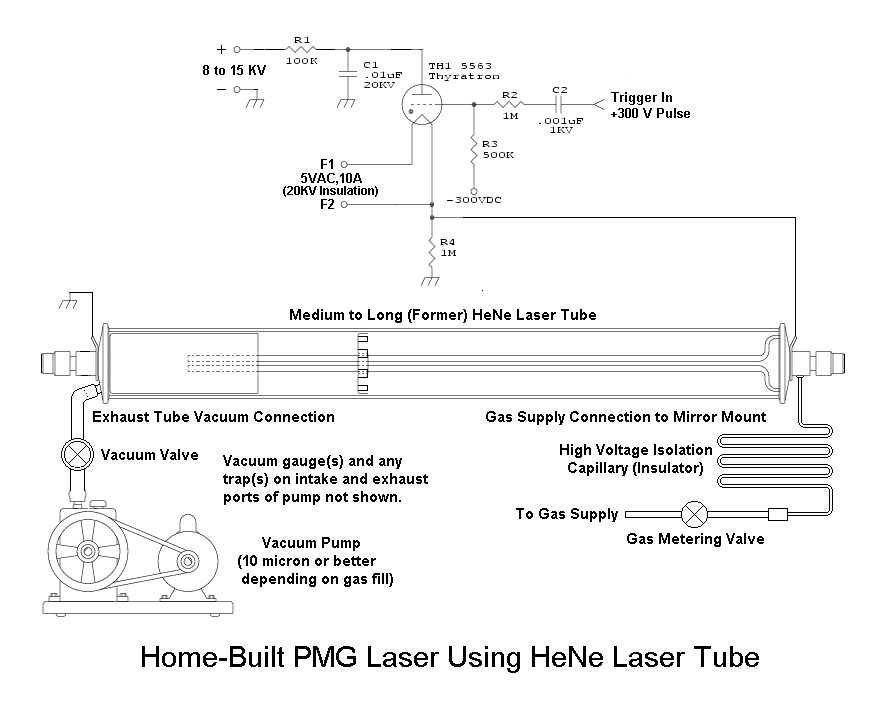 R1
100K
+
8 to 15 KV
-
C1
.01uF
20KV
TH1 5563
Thyratron
R2
1M
C2
.001uF
1KV
Trigger In
+300 V Pulse
R3
500K
-300VDC
F1
5VAC,10A
(20KV Insulation)
F2
R4
1M
Medium to Long (Former) HeNe Laser Tube
Exhaust Tube Vacuum Connection
Gas Supply Connection to Mirror Mount
Vacuum Valve
Vacuum gauge(s) and any
trap(s) on intake and exhaust
ports of pump not shown.
High Voltage Isolation
Capillary (Insulator)
To Gas Supply
Gas Metering Valve
Vacuum Pump
(10 micron or better
depending on gas fill)
Home-Built PMG Laser Using HeNe Laser Tube